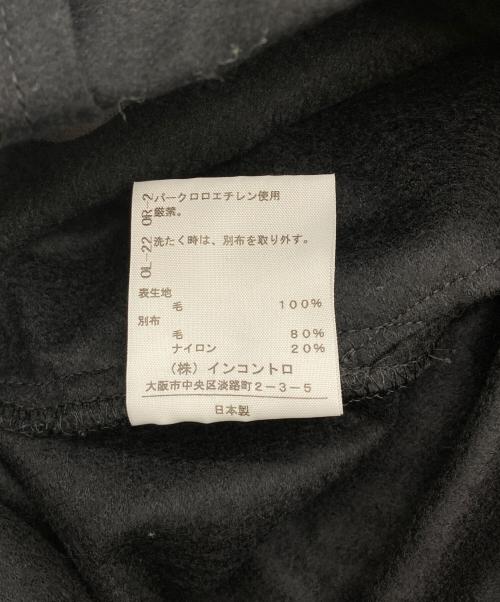 OR-2 パークロロエチレン使用
厳禁。
OL-22 洗たく時は、別布を取り外す。
表生地
毛 100%
別布
毛 80%
ナイロン 20%
(株)インコントロ
大阪市中央区淡路町2-3-5
日本製